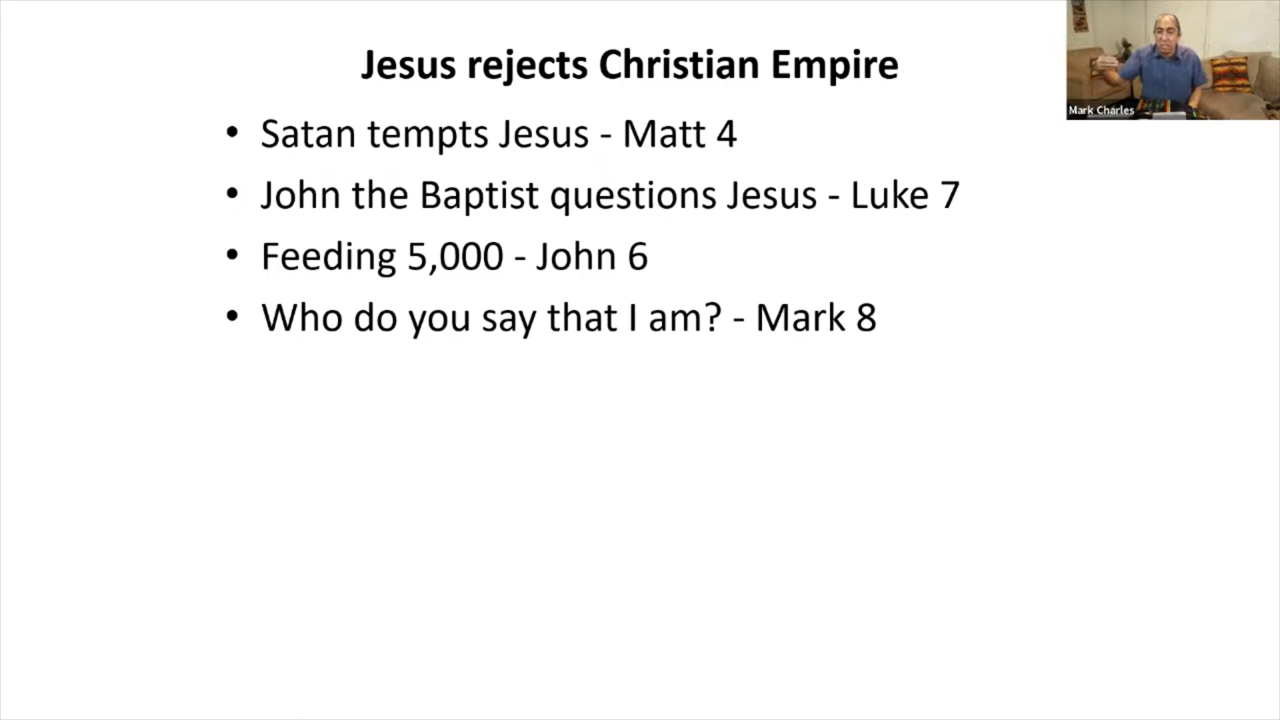 Jesus rejects Christian Empire
• Satan tempts Jesus - Matt 4
• John the Baptist questions Jesus - Luke 7
• Feeding 5,000 - John 6
• Who do you say that I am? - Mark 8
Mark Charles